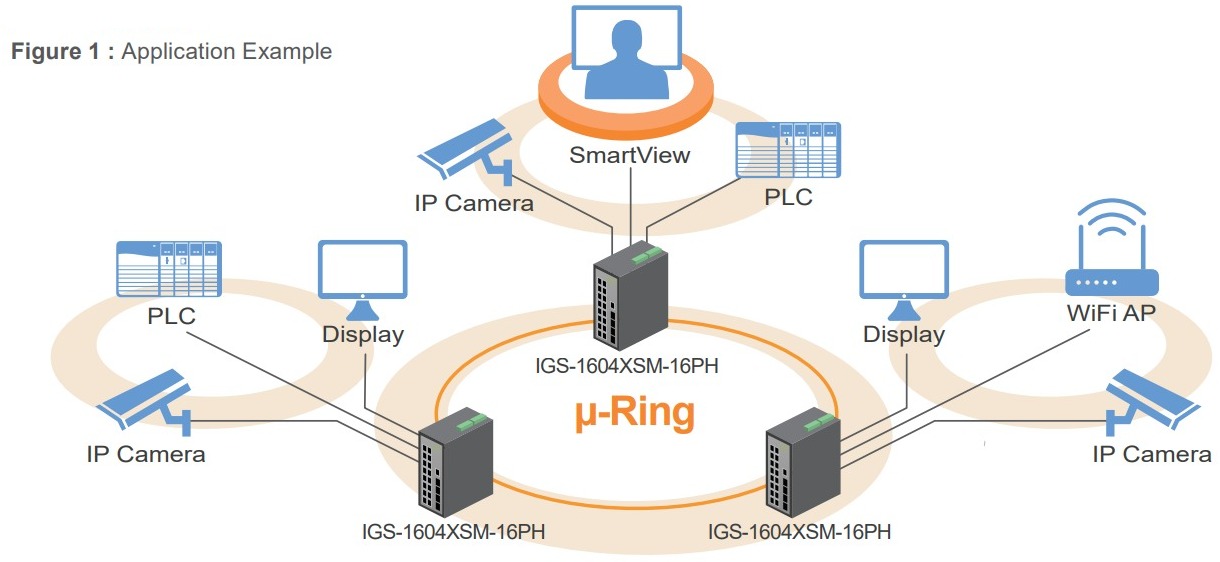 Figure 1 : Application Example
SmartView
IP Camera
PLC
PLC
Display
Display
WiFi AP
IGS-1604XSM-16PH
μ-Ring
IP Camera
IP Camera
IGS-1604XSM-16PH
IGS-1604XSM-16PH